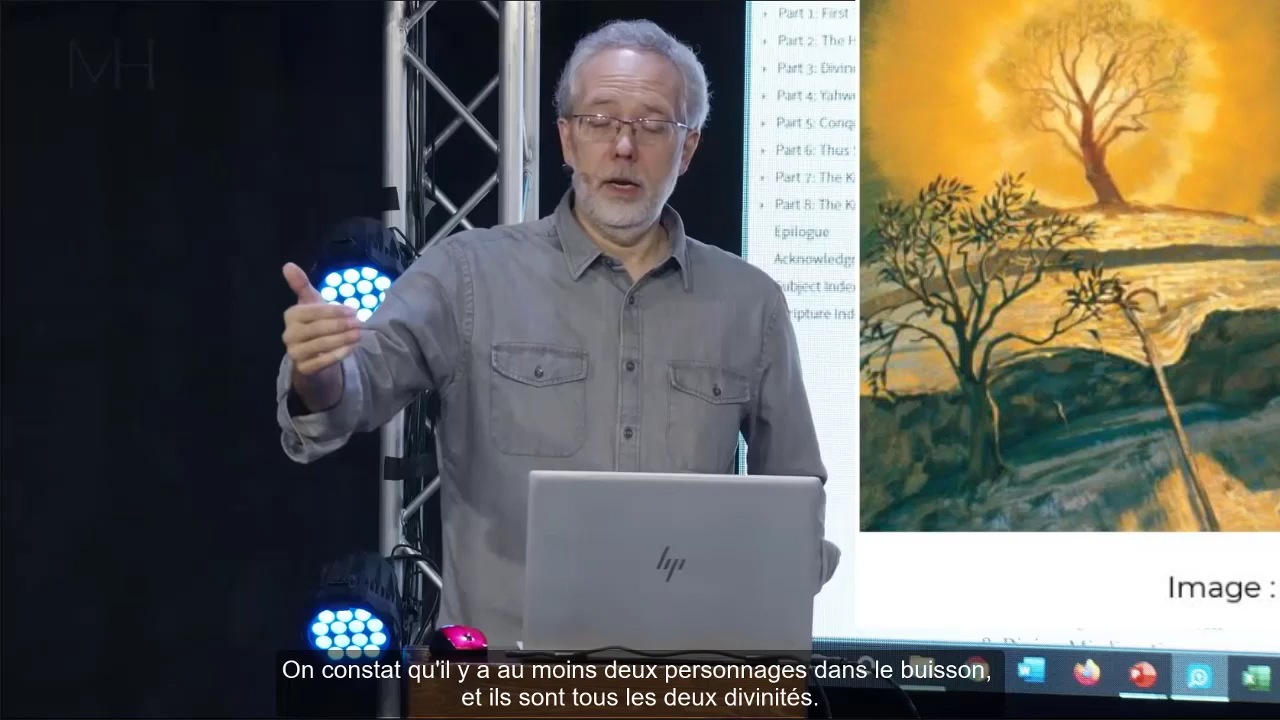 MH
Part 1: First
Part 2: The H
Part 3: Divin
Part 4: Yahw
Part 5: Conq
Part 6: Thus
Part 7: The K
Part 8: The K
Epilogue
Acknowledg
ubject Inde
ripture Ind
Image :
hp
On constat qu'il y a au moins deux personnages dans le buisson,
et ils sont tous les deux divinités.